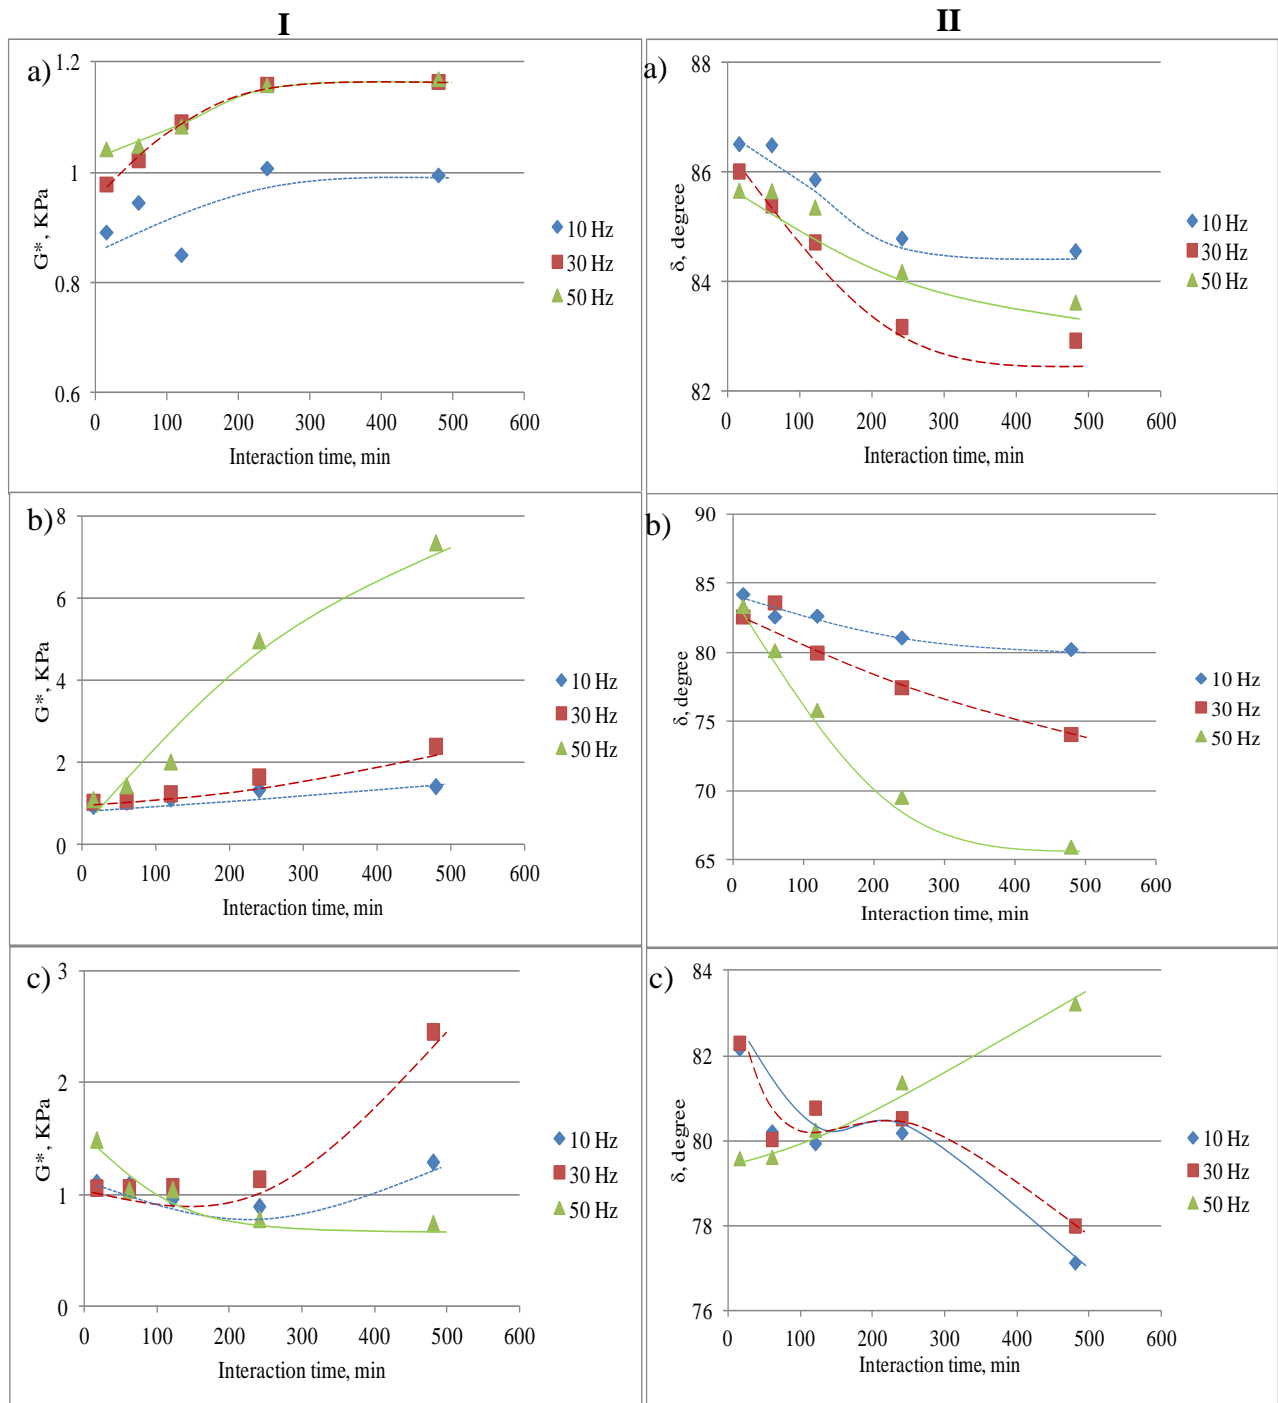 I
II
a)
1.2
1
0.8
0.6
G*, KPa
0 100 200 300 400 500 600
Interaction time, min
10 Hz
30 Hz
50 Hz
a)
88
86
84
82
δ, degree
0 100 200 300 400 500 600
Interaction time, min
10 Hz
30 Hz
50 Hz
b)
8
6
4
2
0
G*, KPa
0 100 200 300 400 500 600
Interaction time, min
10 Hz
30 Hz
50 Hz
b)
90
85
80
75
70
65
δ, degree
0 100 200 300 400 500 600
Interaction time, min
10 Hz
30 Hz
50 Hz
c)
3
2
1
0
G*, KPa
0 100 200 300 400 500 600
Interaction time, min
10 Hz
30 Hz
50 Hz
c)
84
82
80
78
76
δ, degree
0 100 200 300 400 500 600
Interaction time, min
10 Hz
30 Hz
50 Hz